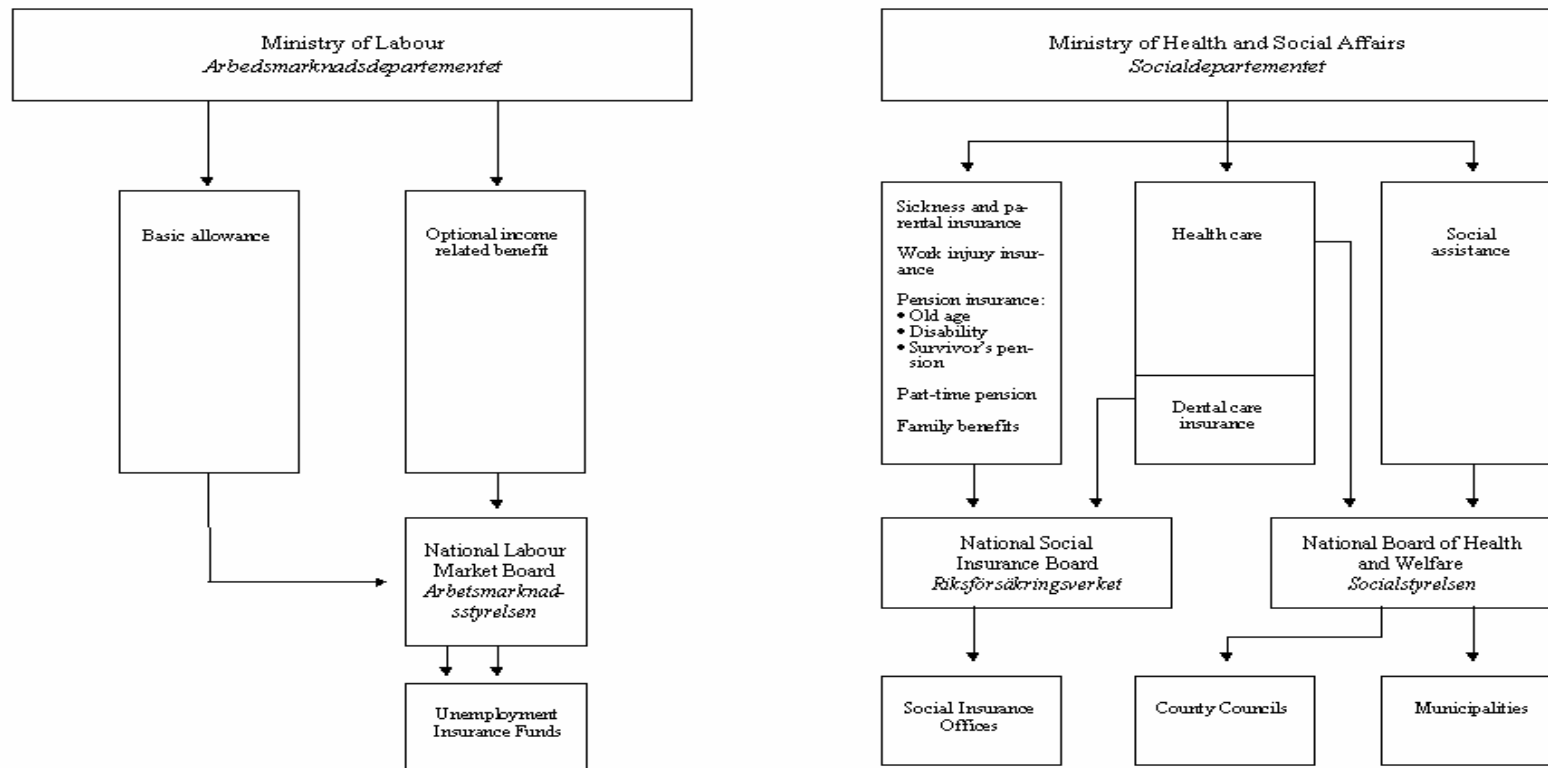 Ministry of Labour
Arbedsmarknadsdepartementet
Ministry of Health and Social Affairs
Socialdepartementet
Basic allowance
Optional income
related benefit
Sickness and pa-
rental insurance
Work injury insur-
ance
Pension insurance:
• Old age
• Disability
• Survivor's pen-
sion
Part-time pension
Family benefits
Health care
Dental care
insurance
Social
assistance
National Labour
Market Board
Arbetsmarknad-
sstyrelsen
National Social
Insurance Board
Riksförsäkringsverket
National Board of Health
and Welfare
Socialstyrelsen
Unemployment
Insurance Funds
Social Insurance
Offices
County Councils
Municipalities